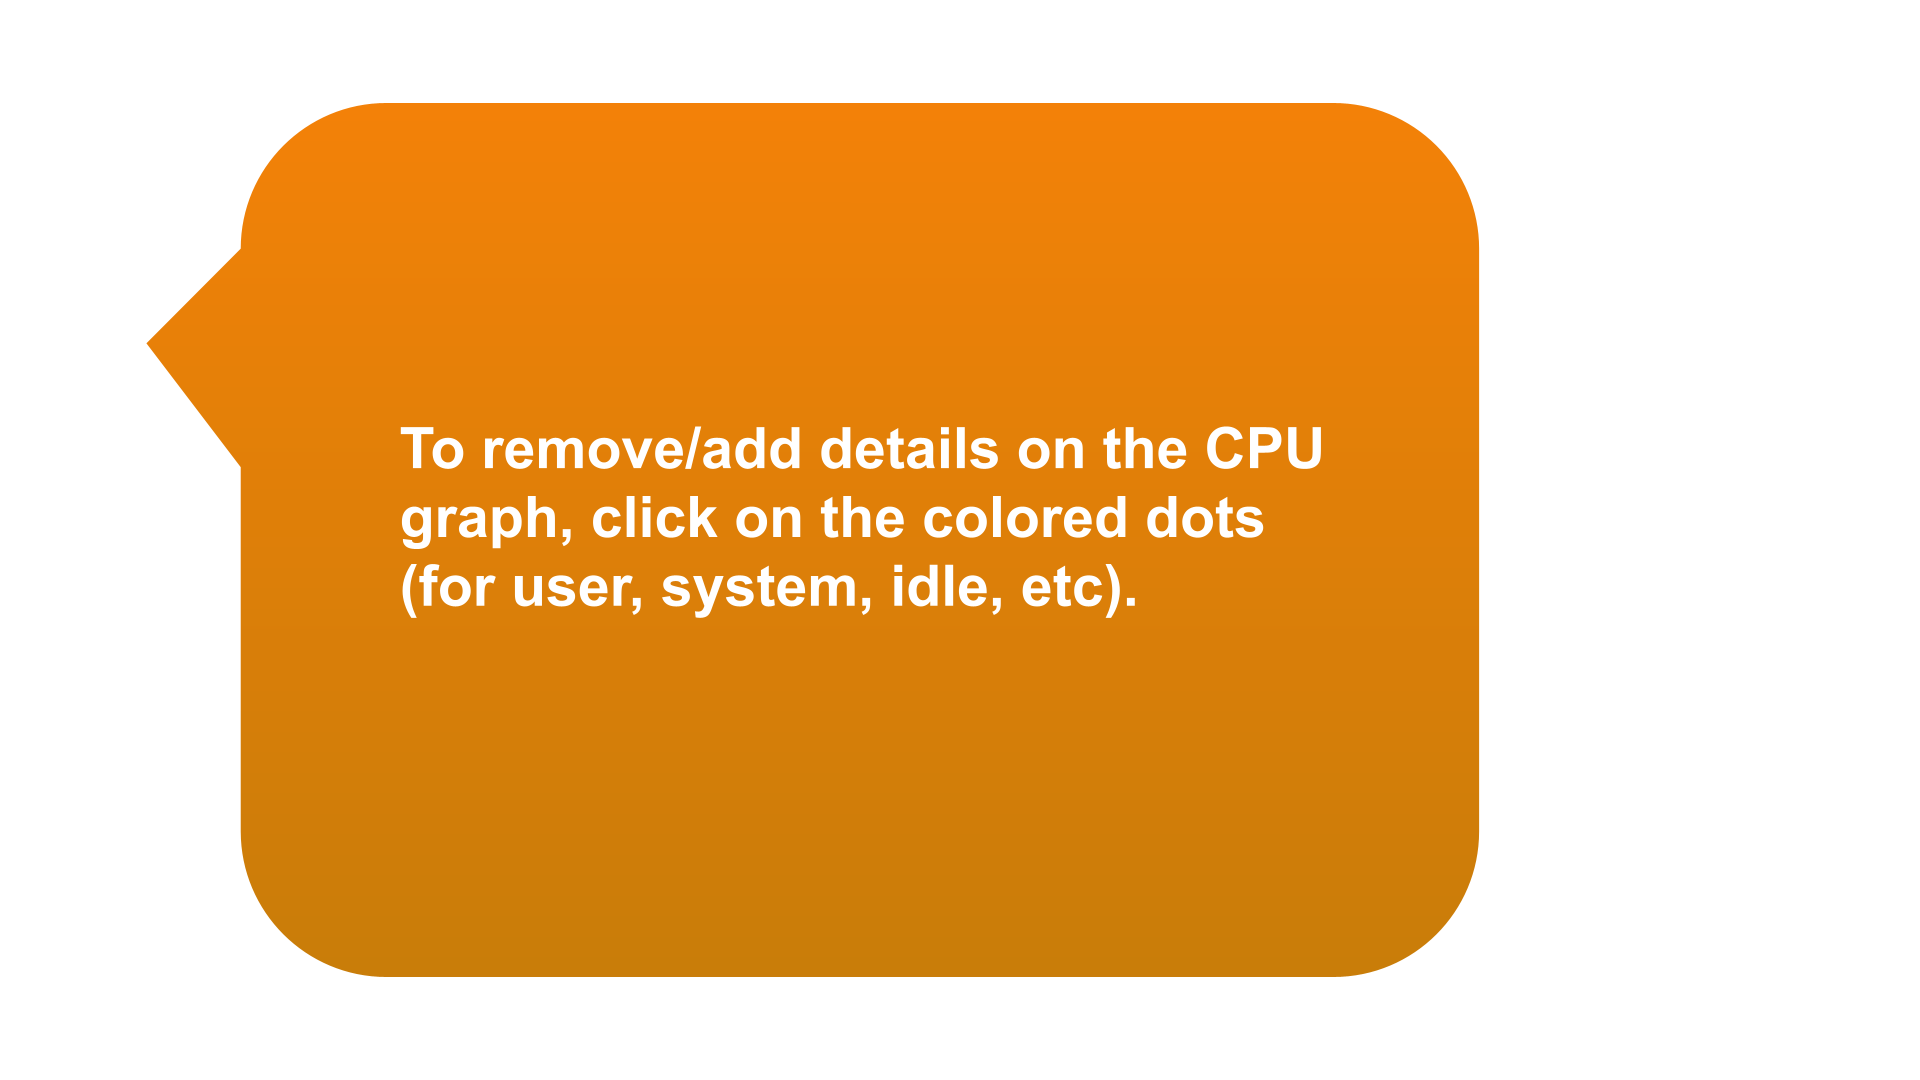 To remove/add details on the CPU
graph, click on the colored dots
(for user, system, idle, etc).